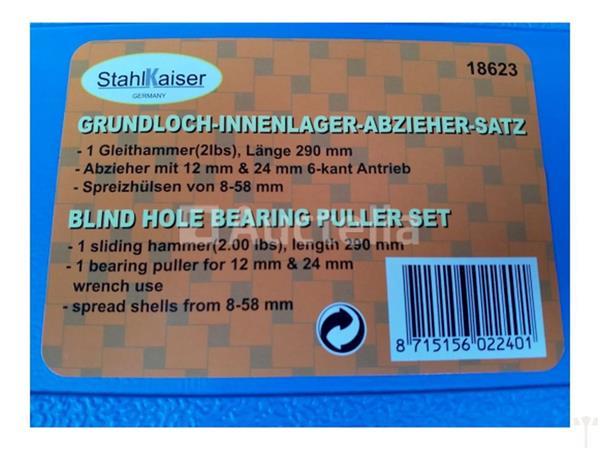 StahlKaiser
GERMANY
18623
GRUNDLOCH-INNENLAGER-ABZIEHER-SATZ
- 1 Gleithammer(2lbs), Länge 290 mm
- Abzieher mit 12 mm & 24 mm 6-kant Antrieb
- Spreizhülsen von 8-58 mm
BLIND HOLE BEARING PULLER SET
Auctelia
- 1 sliding hammer(2.00 lbs), length 290 mm
- 1 bearing puller for 12 mm & 24 mm
wrench use
- spread shells from 8-58 mm
8 715156 022401